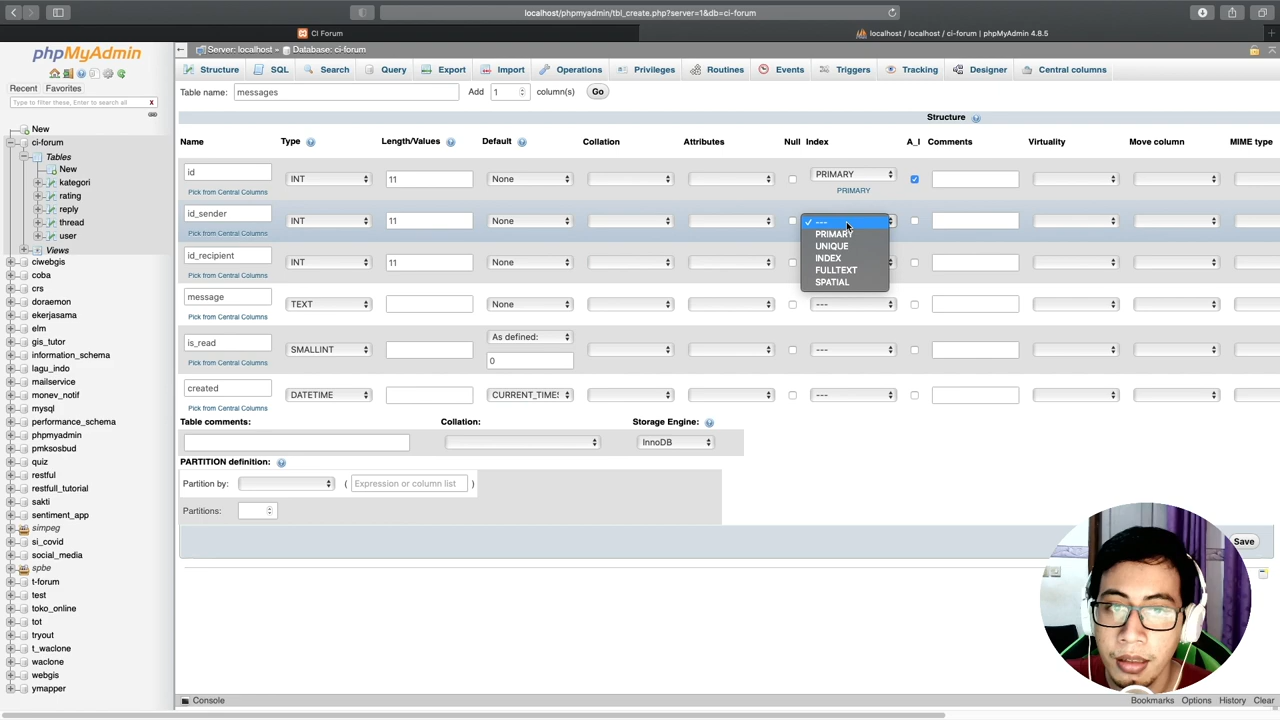 localhost/phpmyadmin/tbl_create.php?server=1&db=ci-forum
CI Forum
localhost / localhost / ci-forum | phpMyAdmin 4.8.5
phpMyAdmin
Recent Favorites
Type to filter these, Enter to search all X
New
ci-forum
Tables
New
kategori
rating
reply
thread
user
Views
ciwebgis
coba
crs
doraemon
ekerjasama
elm
gis_tutor
information_schema
lagu_indo
mailservice
monev_notif
mysql
performance_schema
phpmyadmin
pmksosbud
quiz
restful
restfull_tutorial
sakti
sentiment_app
simpeg
si_covid
social_media
spbe
t-forum
test
toko_online
tot
tryout
t_waclone
waclone
webgis
ymapper
Server: localhost » Database: ci-forum
Structure SQL Search Query Export Import Operations Privileges Routines Events Triggers Tracking Designer Central columns
Table name: messages Add 1 column(s) Go
Structure
Name Type Length/Values Default Collation Attributes Null Index A_I Comments Virtuality Move column MIME type
id INT 11 None PRIMARY
Pick from Central Columns PRIMARY
id_sender INT 11 None ---
Pick from Central Columns
PRIMARY
UNIQUE
INDEX
FULLTEXT
SPATIAL
id_recipient INT 11 None
Pick from Central Columns
message TEXT None ---
Pick from Central Columns
is_read SMALLINT As defined: ---
0
Pick from Central Columns
created DATETIME CURRENT_TIMES ---
Pick from Central Columns
Table comments: Collation: Storage Engine:
InnoDB
PARTITION definition:
Partition by: ( Expression or column list )
Partitions:
Save
Console Bookmarks Options History Clear